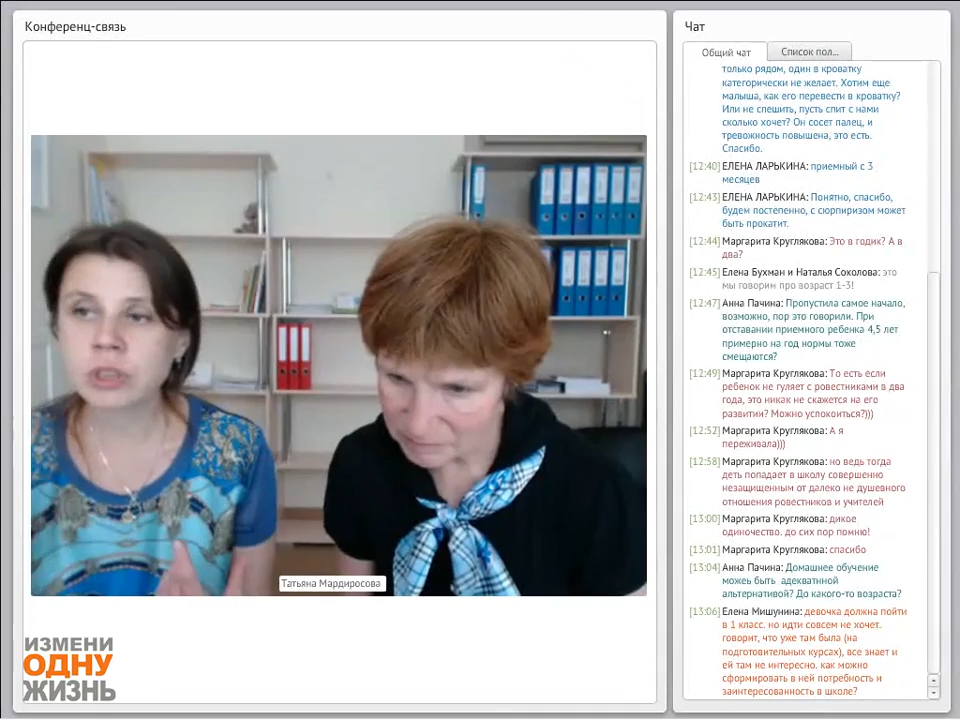 Конференц-связь
Татьяна Мардиросова
ИЗМЕНИ
ОДНУ
ЖИЗНЬ
Чат
Общий чат
Список пол...
только рядом, один в кроватку
категорически не желает. Хотим еще
малыша, как его перевести в кроватку?
Или не спешить, пусть спит с нами
сколько хочет? Он сосет палец, и
тревожность повышена, это есть.
Спасибо.
[12:40] ЕЛЕНА ЛАРЬКИНА: приемный с 3
месяцев
[12:43] ЕЛЕНА ЛАРЬКИНА: Понятно, спасибо,
будем постепенно, с сюрпиризом может
быть прокатит.
[12:44] Маргарита Круглякова: Это в годик? А в
два?
[12:45] Елена Бухман и Наталья Соколова: это
мы говорим про возраст 1-3!
[12:47] Анна Пачина: Пропустила самое начало,
возможно, пор это говорили. При
отставании приемного ребенка 4,5 лет
примерно на год нормы тоже
смещаются?
[12:49] Маргарита Круглякова: То есть если
ребенок не гуляет с ровестниками в два
года, это никак не скажется на его
развитии? Можно успокоиться?)))
[12:52] Маргарита Круглякова: А я
переживала)))
[12:58] Маргарита Круглякова: но ведь тогда
деть попадает в школу совершенно
незащищенным от далеко не душевного
отношения ровестников и учителей
[13:00] Маргарита Круглякова: дикое
одиночество. до сих пор помню!
[13:01] Маргарита Круглякова: спасибо
[13:04] Анна Пачина: Домашнее обучение
можеь быть адекватнной
альтернативой? До какого-то возраста?
[13:06] Елена Мишунина: девочка должна пойти
в 1 класс. но идти совсем не хочет.
говорит, что уже там была (на
подготовительных курсах), все знает и
ей там не интересно. как можно
сформировать в ней потребность и
заинтересованность в школе?